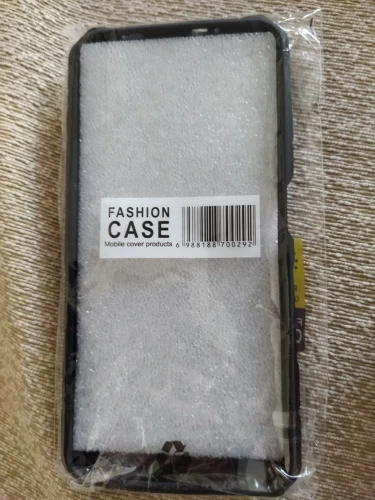 FASHION
CASE
Mobile cover products
6 988188 700292